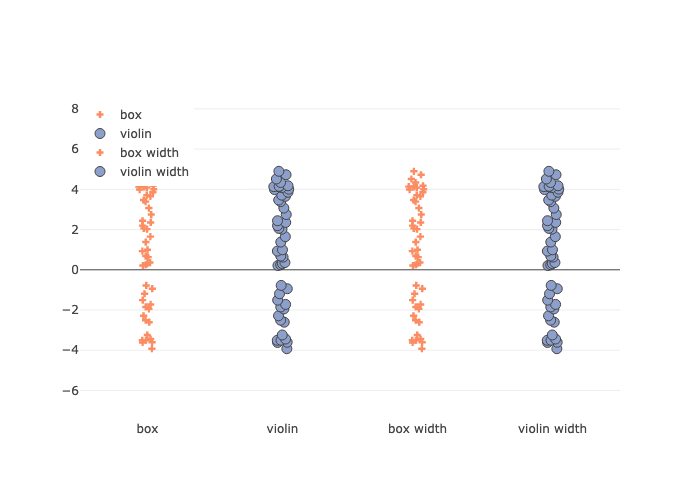 8
6
4
2
0
−2
−4
−6
box
violin
box width
violin width
box
violin
box width
violin width